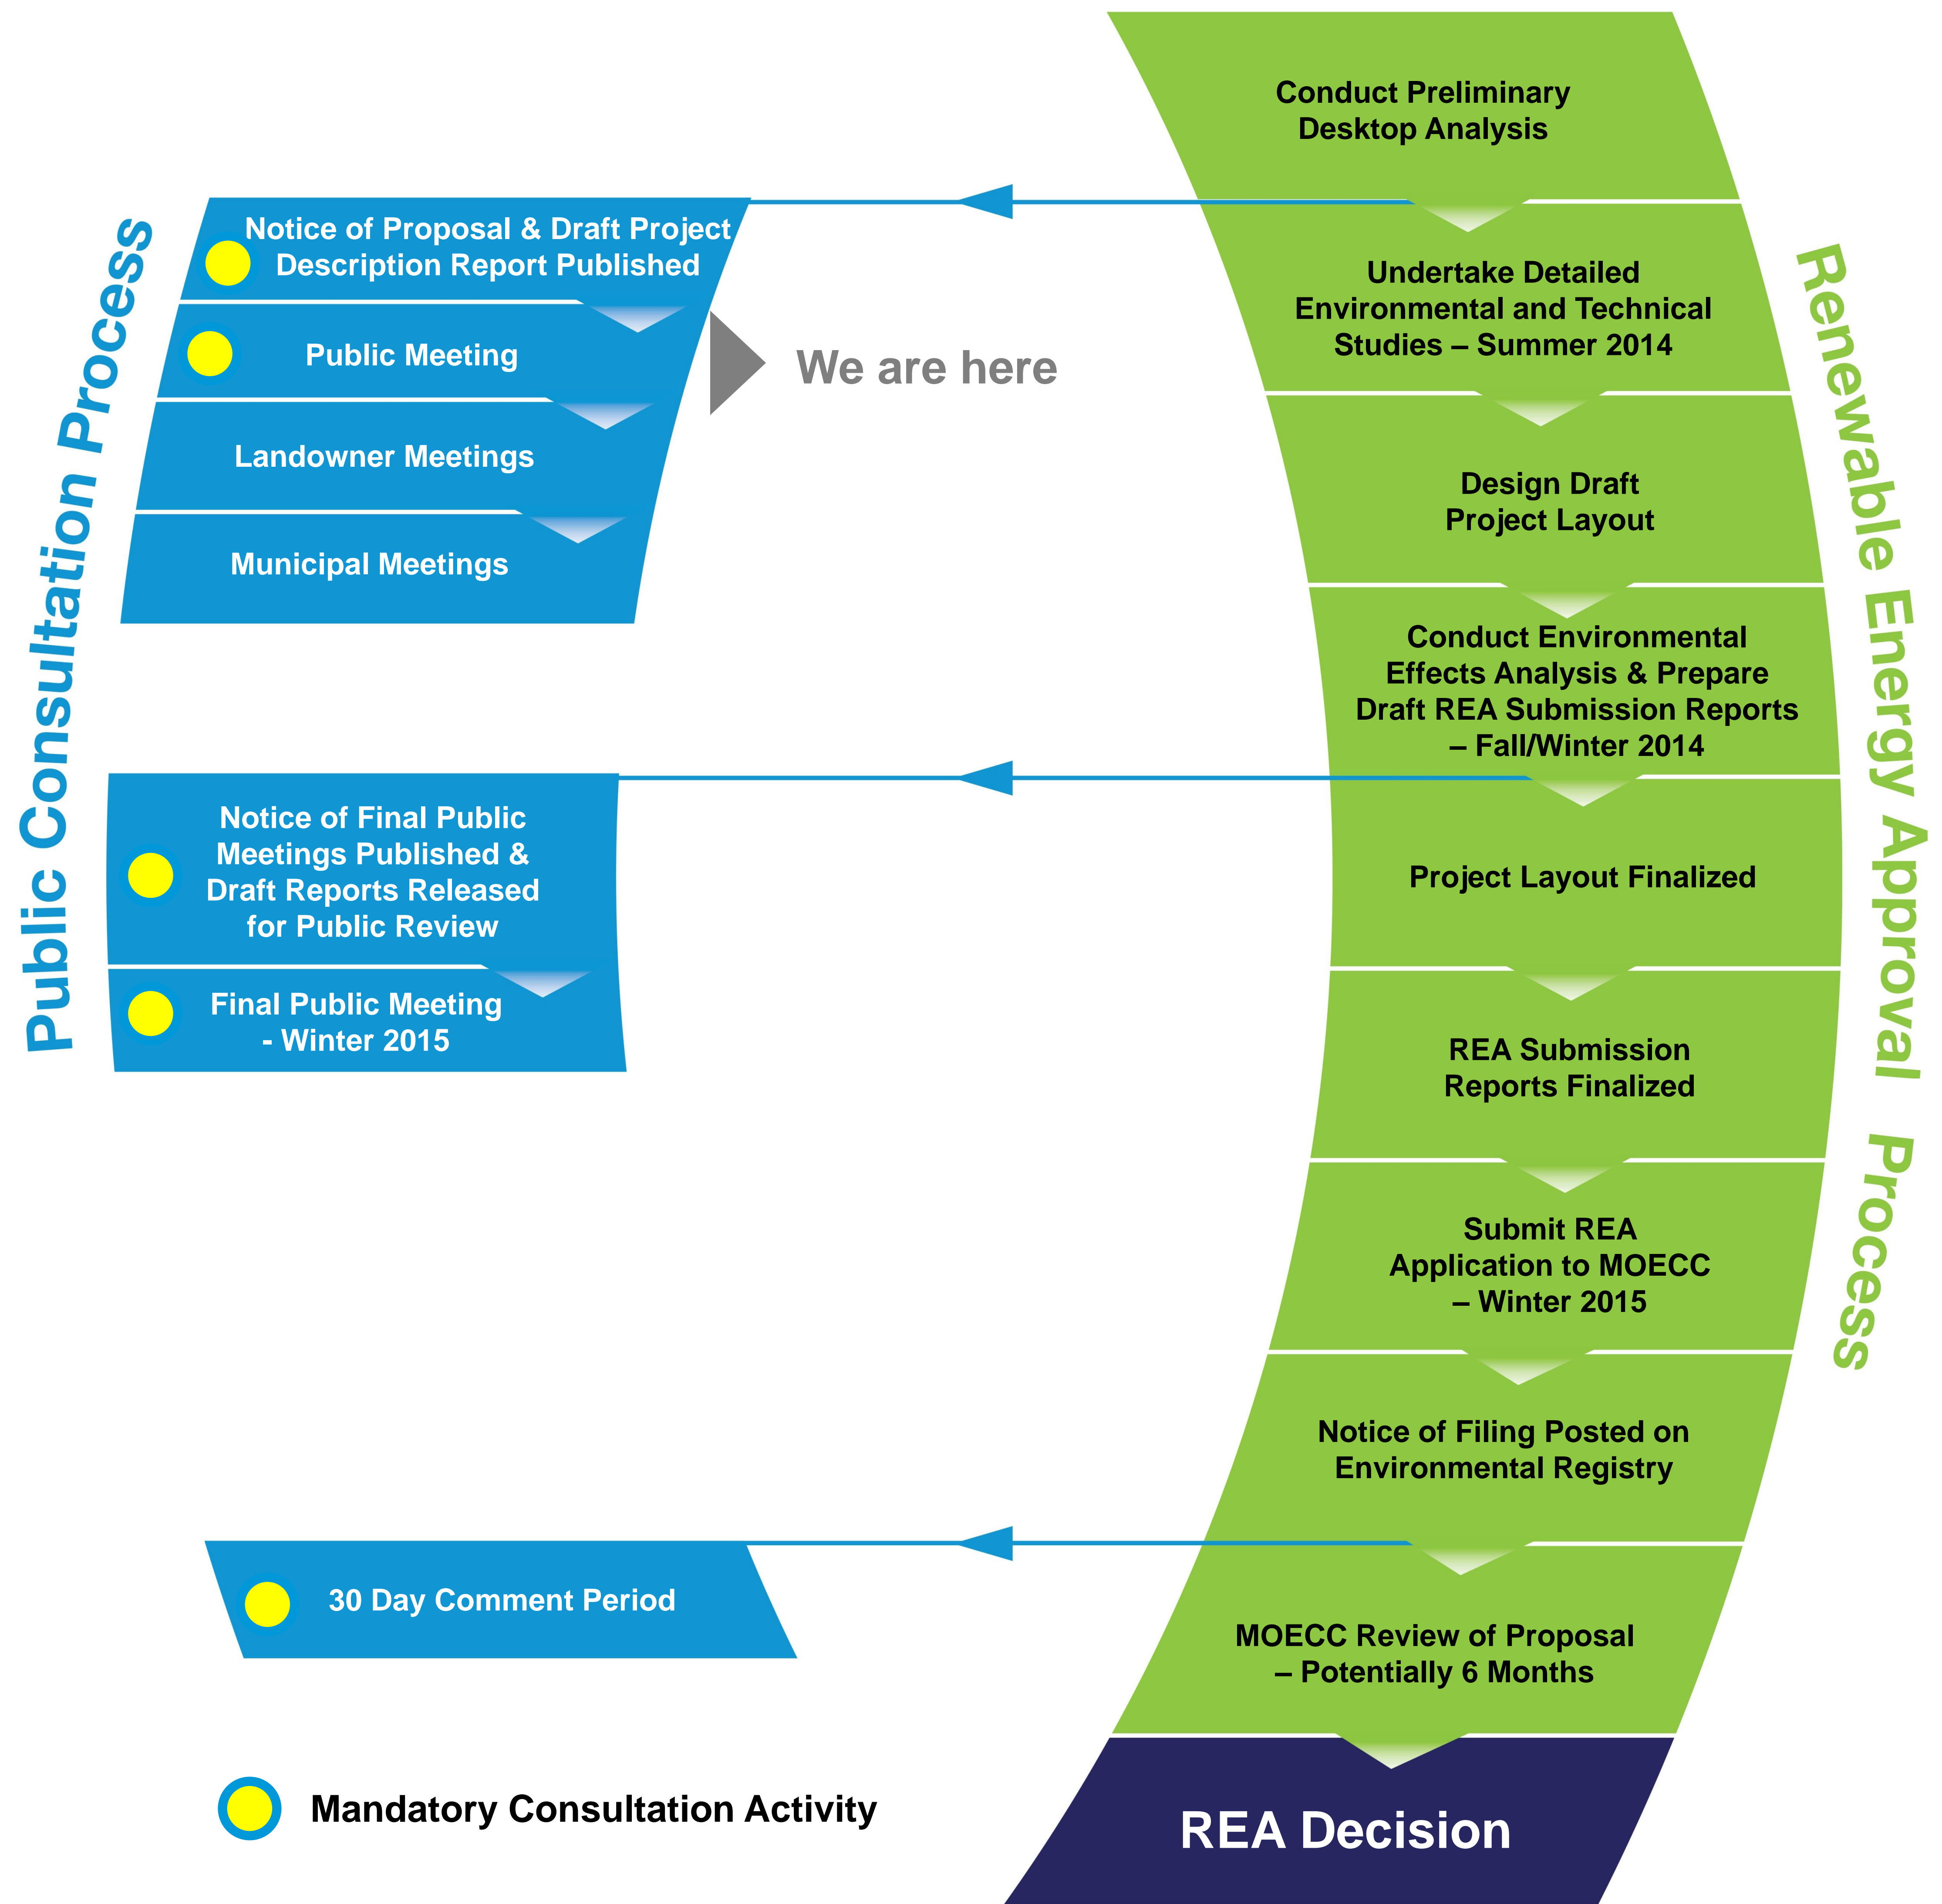 Public Consultation Process
Notice of Proposal & Draft Project
Description Report Published
Public Meeting
Landowner Meetings
Municipal Meetings
We are here
Notice of Final Public
Meetings Published &
Draft Reports Released
for Public Review
Final Public Meeting
- Winter 2015
30 Day Comment Period
Mandatory Consultation Activity
Renewable Energy Approval Process
Conduct Preliminary
Desktop Analysis
Undertake Detailed
Environmental and Technical
Studies – Summer 2014
Design Draft
Project Layout
Conduct Environmental
Effects Analysis & Prepare
Draft REA Submission Reports
– Fall/Winter 2014
Project Layout Finalized
REA Submission
Reports Finalized
Submit REA
Application to MOECC
– Winter 2015
Notice of Filing Posted on
Environmental Registry
MOECC Review of Proposal
– Potentially 6 Months
REA Decision